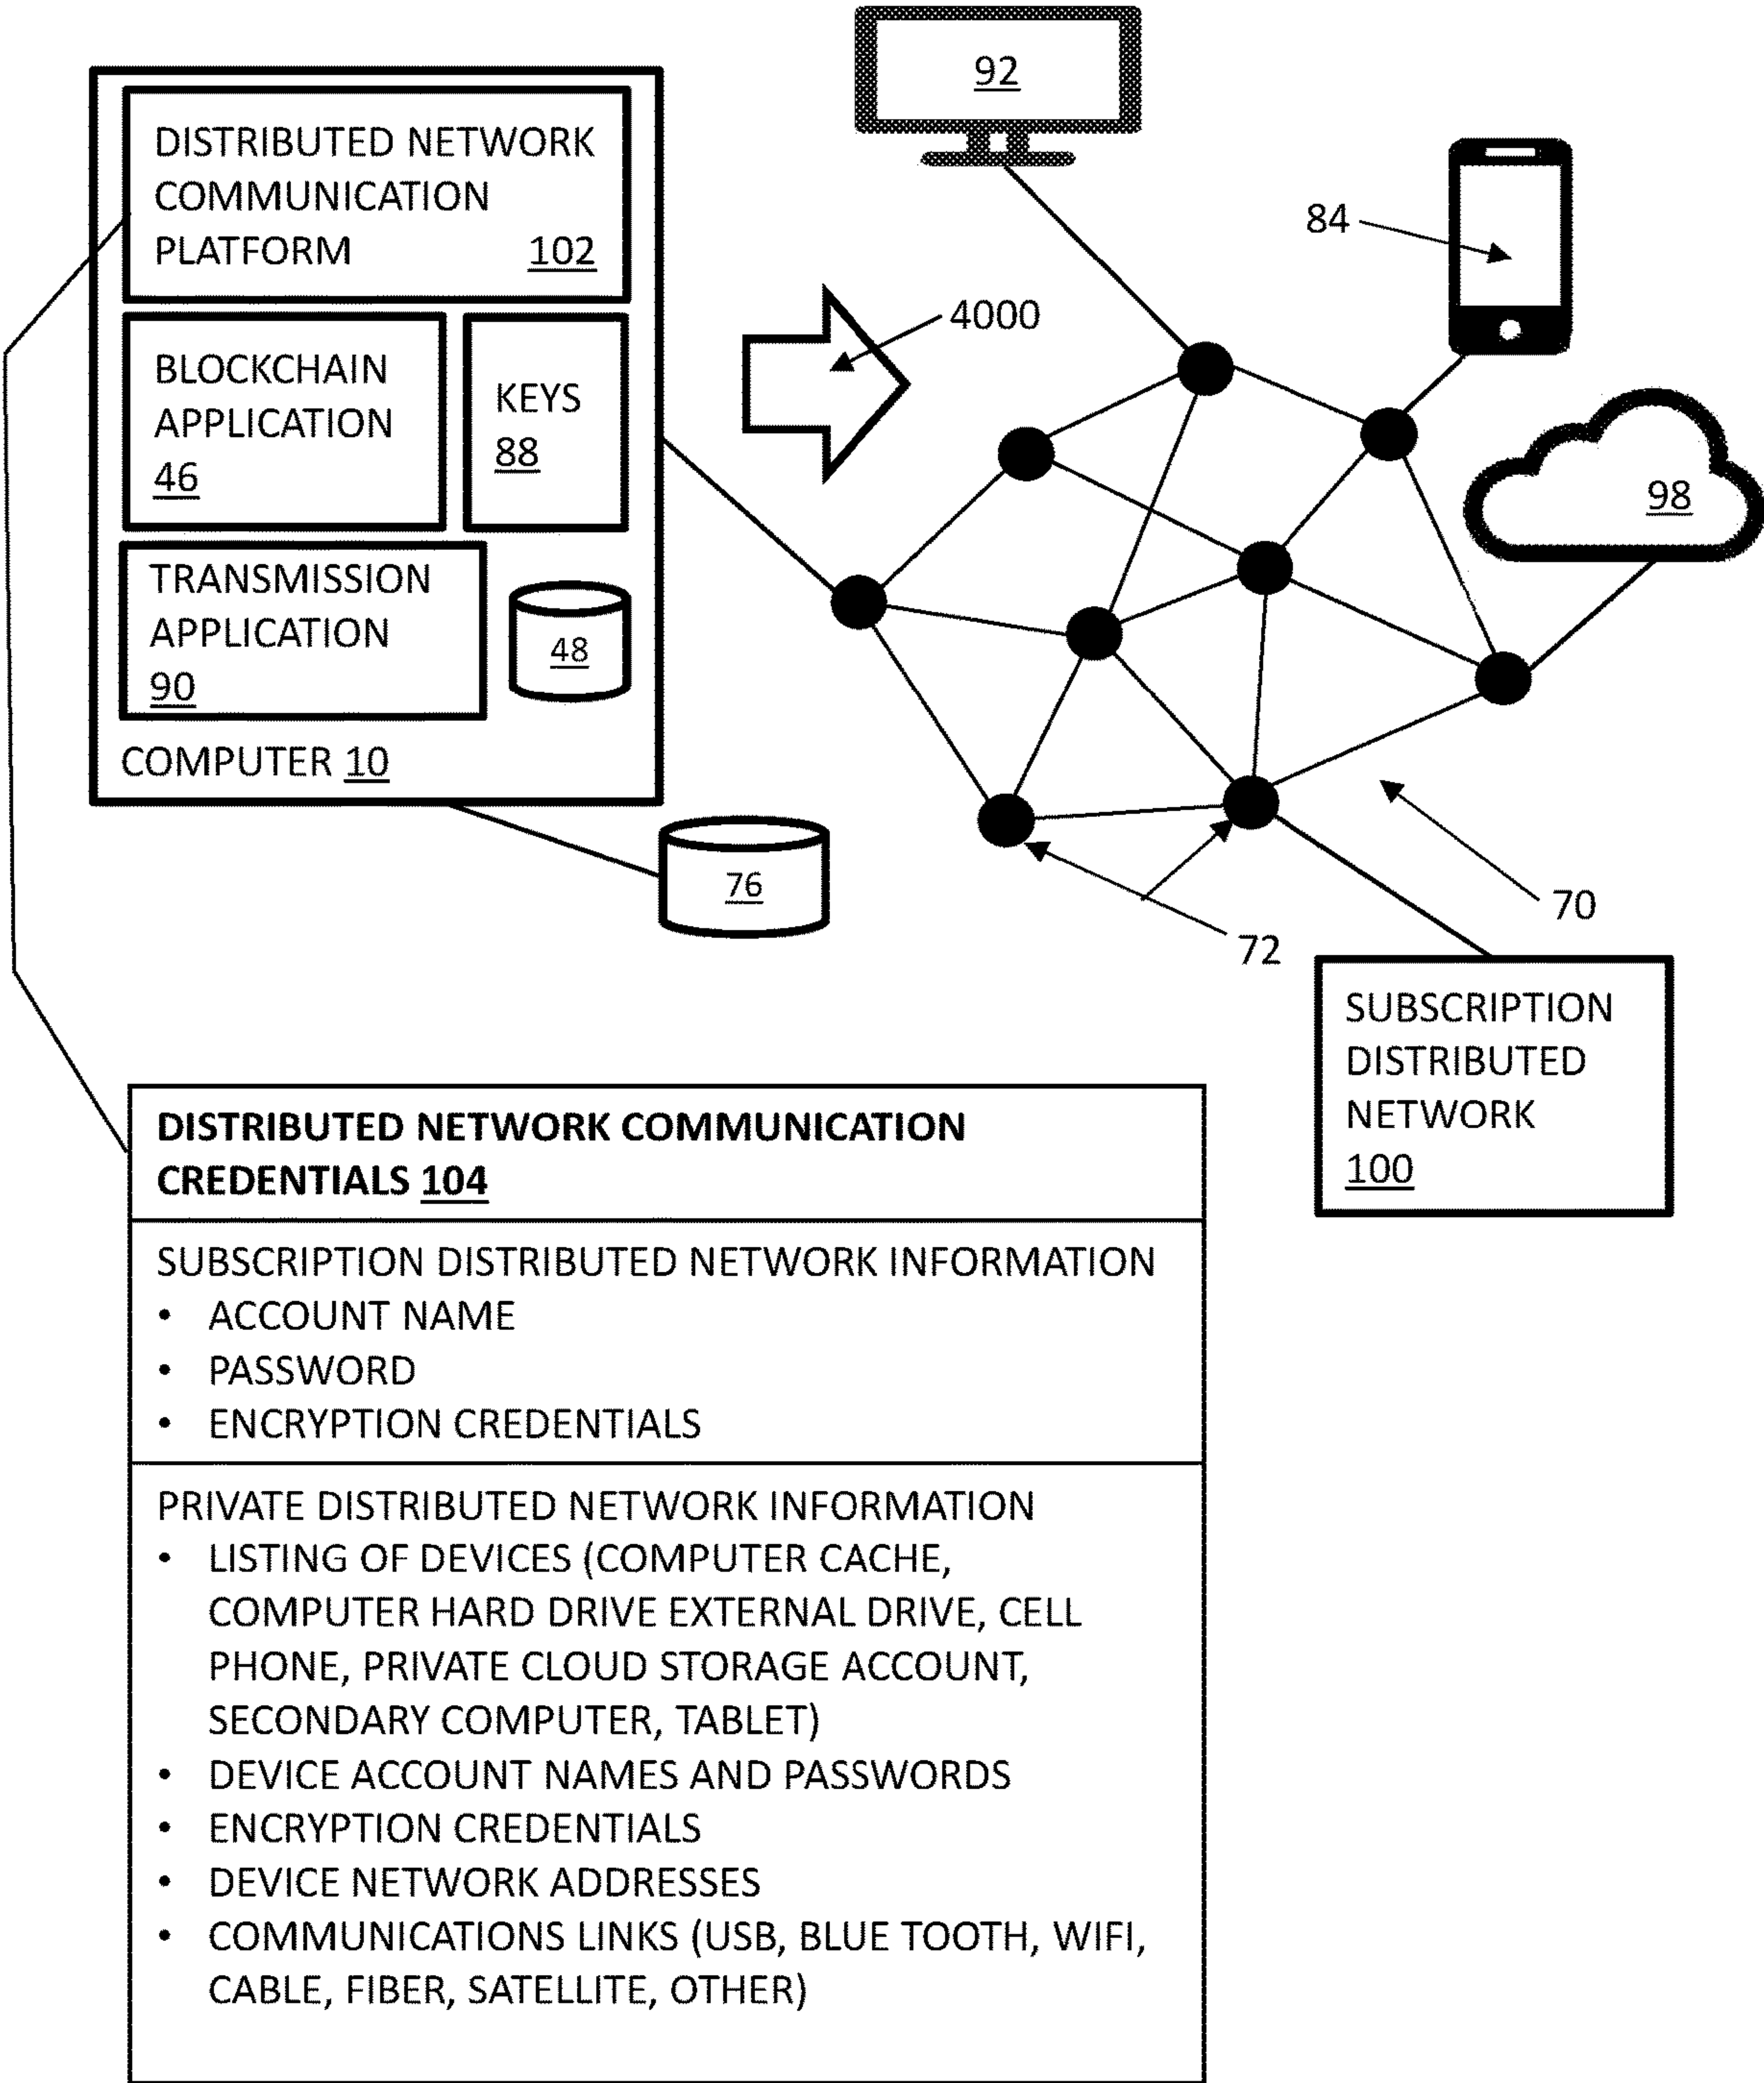 DISTRIBUTED NETWORK
COMMUNICATION
PLATFORM 102
BLOCKCHAIN
APPLICATION
46
KEYS
88
TRANSMISSION
APPLICATION
90
48
COMPUTER 10
76
92
84
4000
98
70
72
SUBSCRIPTION
DISTRIBUTED
NETWORK
100
DISTRIBUTED NETWORK COMMUNICATION
CREDENTIALS 104
SUBSCRIPTION DISTRIBUTED NETWORK INFORMATION
• ACCOUNT NAME
• PASSWORD
• ENCRYPTION CREDENTIALS
PRIVATE DISTRIBUTED NETWORK INFORMATION
• LISTING OF DEVICES (COMPUTER CACHE,
COMPUTER HARD DRIVE EXTERNAL DRIVE, CELL
PHONE, PRIVATE CLOUD STORAGE ACCOUNT,
SECONDARY COMPUTER, TABLET)
• DEVICE ACCOUNT NAMES AND PASSWORDS
• ENCRYPTION CREDENTIALS
• DEVICE NETWORK ADDRESSES
• COMMUNICATIONS LINKS (USB, BLUE TOOTH, WIFI,
CABLE, FIBER, SATELLITE, OTHER)